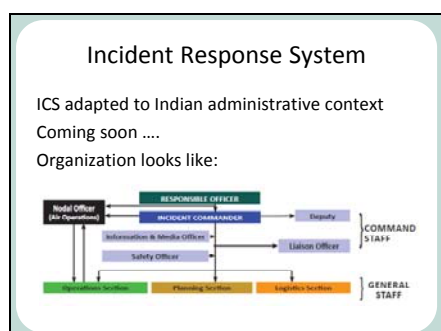 Incident Response System
ICS adapted to Indian administrative context
Coming soon ....
Organization looks like:
RESPONSIBLE OFFICER
Nodal Officer
(Air Operations)
INCIDENT COMMANDER
Deputy
COMMAND
STAFF
Information & Media Officer
Liaison Officer
Safety Officer
Operations Section
Planning Section
Logistics Section
GENERAL
STAFF